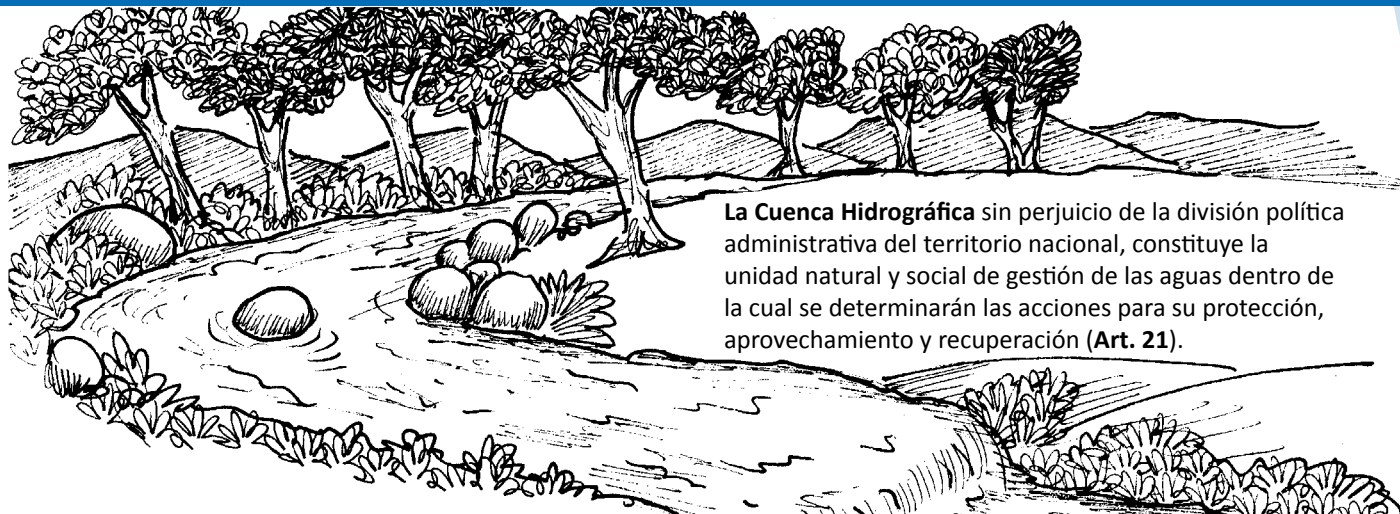 La Cuenca Hidrográfica sin perjuicio de la división política
administrativa del territorio nacional, constituye la
unidad natural y social de gestión de las aguas dentro de
la cual se determinarán las acciones para su protección,
aprovechamiento y recuperación (Art. 21).